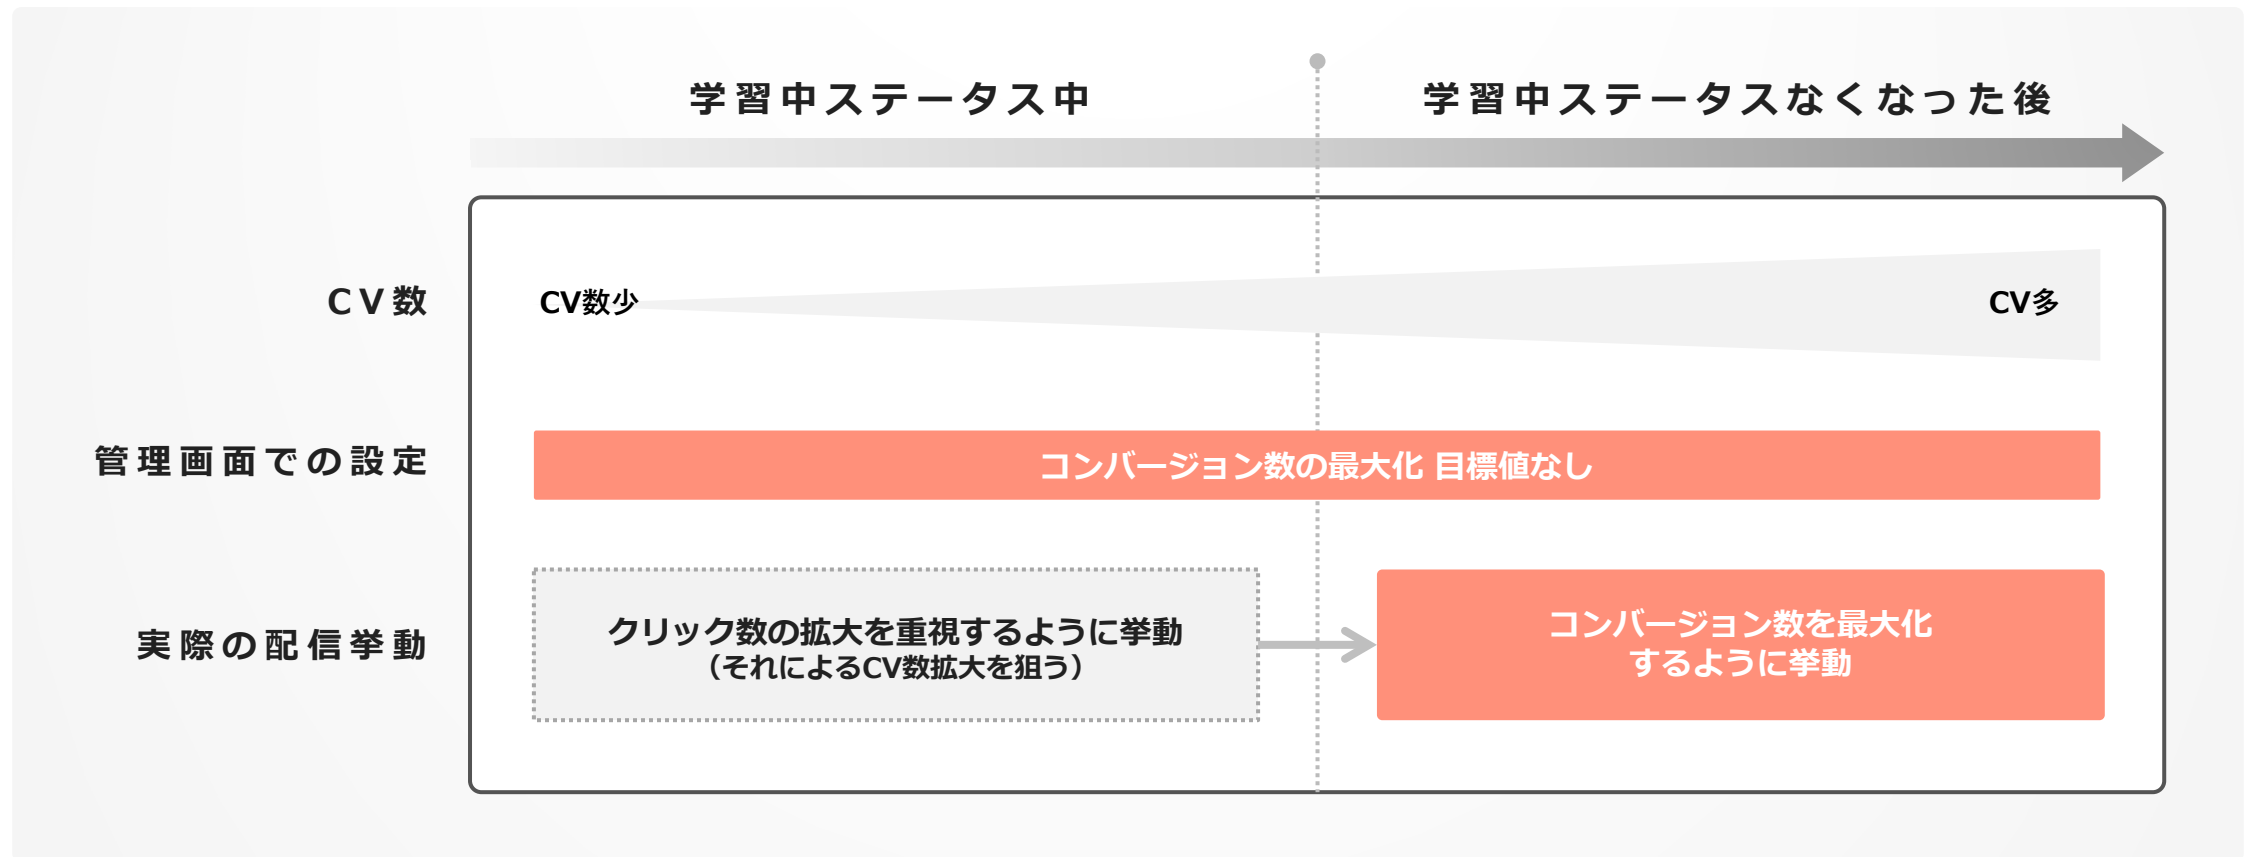 学習中ステータス中
学習中ステータスなくなった後
CV数
CV数少
CV多
管理画面での設定
コンバージョン数の最大化 目標値なし
実際の配信挙動
クリック数の拡大を重視するように挙動
（それによるCV数拡大を狙う）
コンバージョン数を最大化
するように挙動